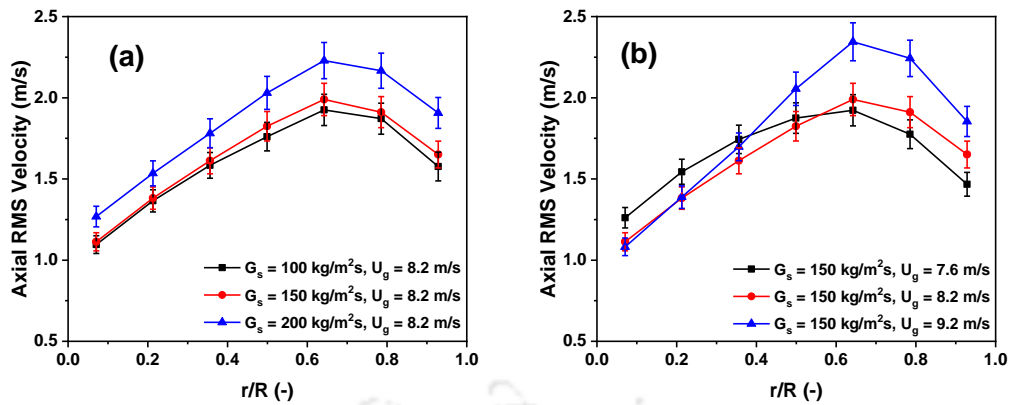 (a)
Axial RMS Velocity (m/s)
2.5
2.0
1.5
1.0
0.5
G_s = 100 kg/m²s, U_g = 8.2 m/s
G_s = 150 kg/m²s, U_g = 8.2 m/s
G_s = 200 kg/m²s, U_g = 8.2 m/s
0.0 0.2 0.4 0.6 0.8 1.0
r/R (-)
(b)
Axial RMS Velocity (m/s)
2.5
2.0
1.5
1.0
0.5
G_s = 150 kg/m²s, U_g = 7.6 m/s
G_s = 150 kg/m²s, U_g = 8.2 m/s
G_s = 150 kg/m²s, U_g = 9.2 m/s
0.0 0.2 0.4 0.6 0.8 1.0
r/R (-)